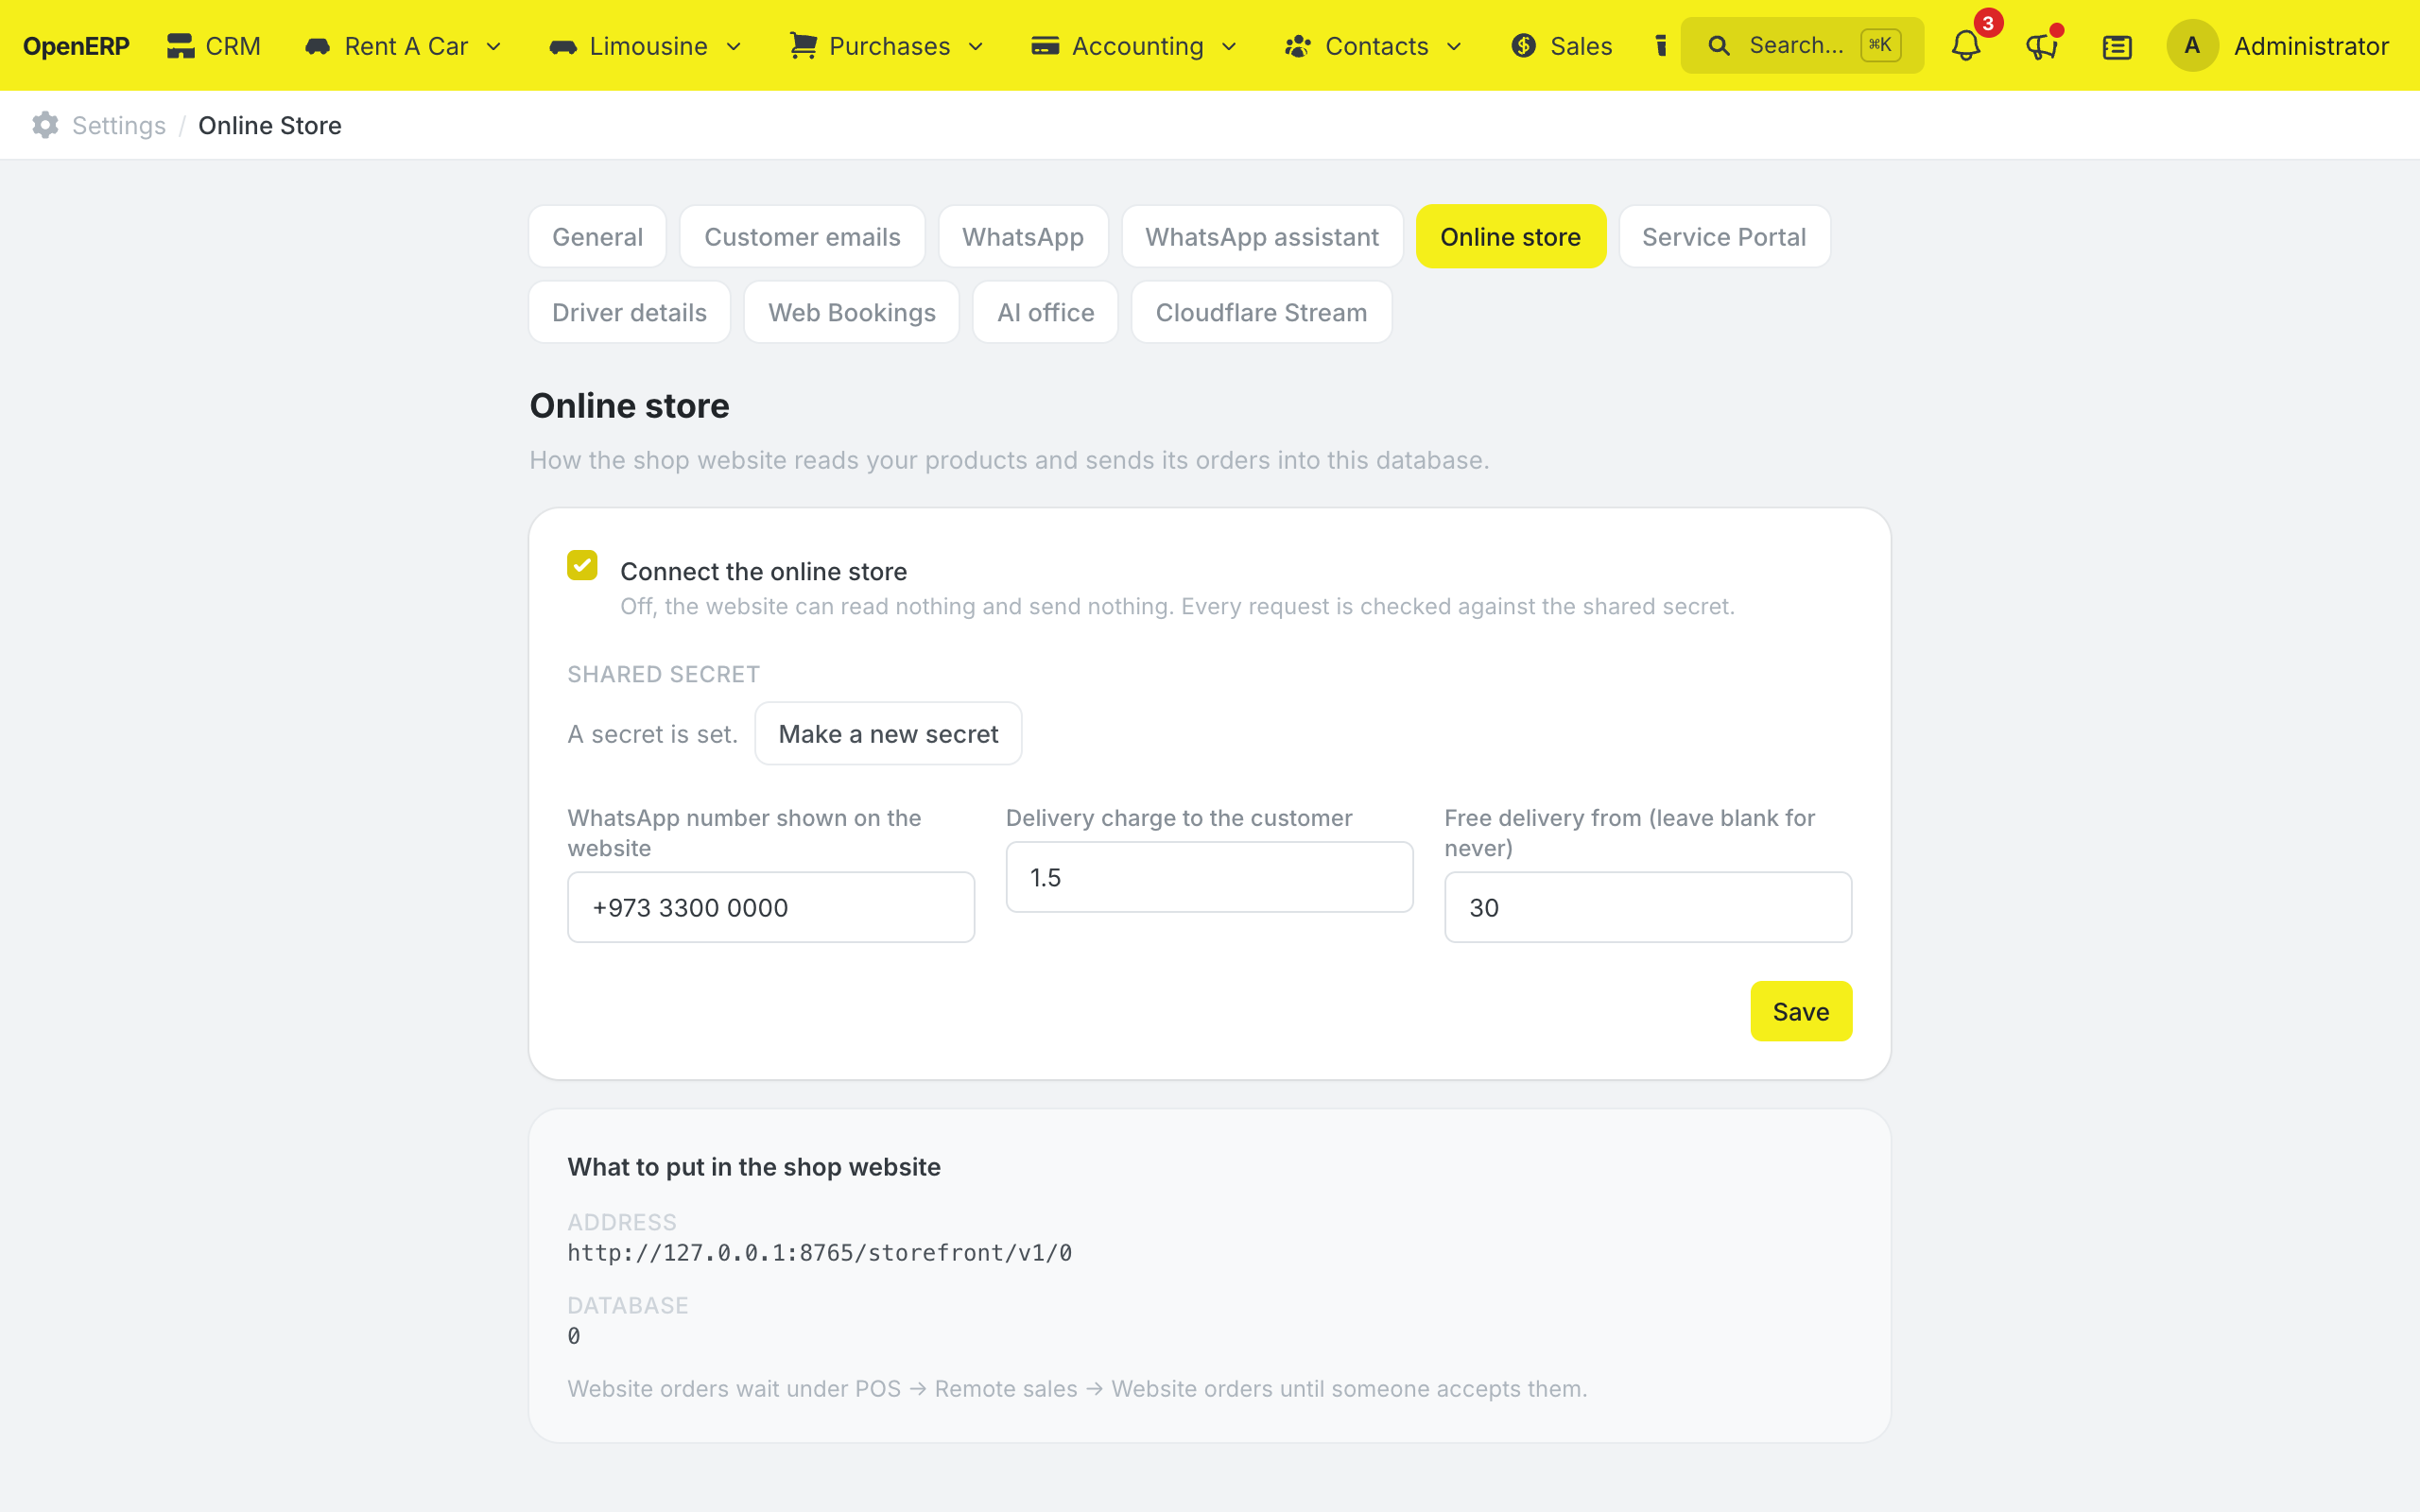 OpenERP CRM Rent A Car Limousine Purchases Accounting Contacts Sales Search... ⌘K 3 A Administrator
Settings / Online Store
General Customer emails WhatsApp WhatsApp assistant Online store Service Portal
Driver details Web Bookings AI office Cloudflare Stream
Online store
How the shop website reads your products and sends its orders into this database.
Connect the online store
Off, the website can read nothing and send nothing. Every request is checked against the shared secret.
SHARED SECRET
A secret is set. Make a new secret
WhatsApp number shown on the website
+973 3300 0000
Delivery charge to the customer
1.5
Free delivery from (leave blank for never)
30
Save
What to put in the shop website
ADDRESS
http://127.0.0.1:8765/storefront/v1/0
DATABASE
0
Website orders wait under POS → Remote sales → Website orders until someone accepts them.